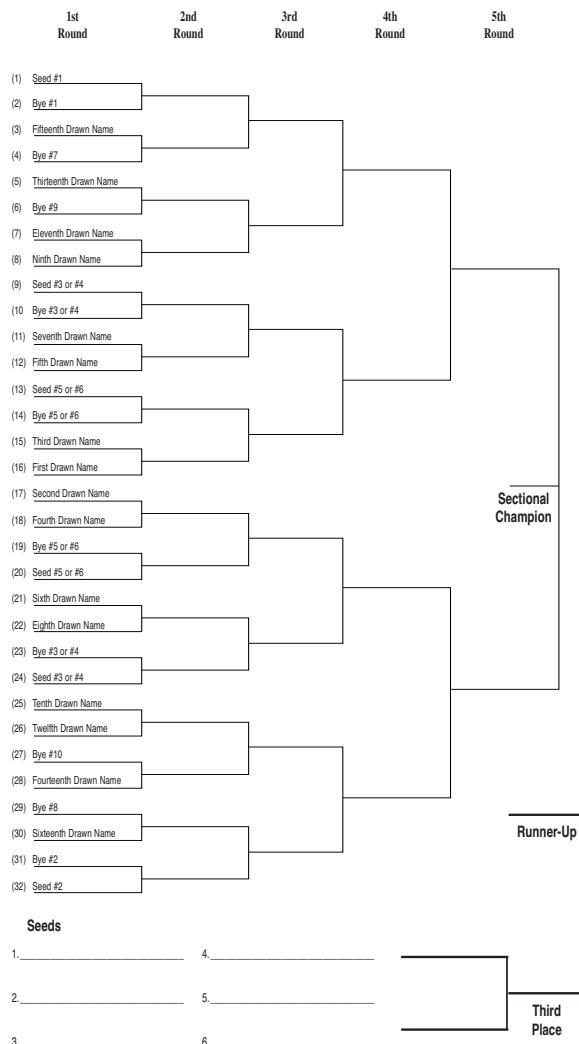 1st 2nd 3rd 4th 5th
Round Round Round Round Round
(1) Seed #1
(2) Bye #1
(3) Fifteenth Drawn Name
(4) Bye #7
(5) Thirteenth Drawn Name
(6) Bye #9
(7) Eleventh Drawn Name
(8) Ninth Drawn Name
(9) Seed #3 or #4
(10 Bye #3 or #4
(11) Seventh Drawn Name
(12) Fifth Drawn Name
(13) Seed #5 or #6
(14) Bye #5 or #6
(15) Third Drawn Name
(16) First Drawn Name
(17) Second Drawn Name
Sectional
Champion
(18) Fourth Drawn Name
(19) Bye #5 or #6
(20) Seed #5 or #6
(21) Sixth Drawn Name
(22) Eighth Drawn Name
(23) Bye #3 or #4
(24) Seed #3 or #4
(25) Tenth Drawn Name
(26) Twelfth Drawn Name
(27) Bye #10
(28) Fourteenth Drawn Name
(29) Bye #8
(30) Sixteenth Drawn Name
Runner-Up
(31) Bye #2
(32) Seed #2
Seeds
1. 4.
2. 5.
Third
Place
3. 6.